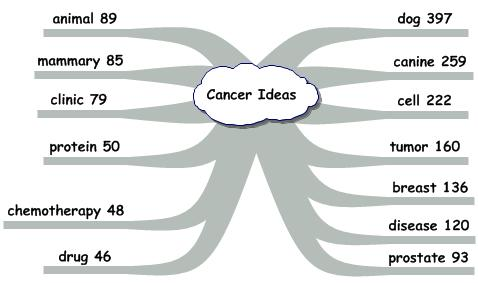 animal 89
dog 397
mammary 85
canine 259
Cancer Ideas
clinic 79
cell 222
protein 50
tumor 160
breast 136
chemotherapy 48
disease 120
drug 46
prostate 93